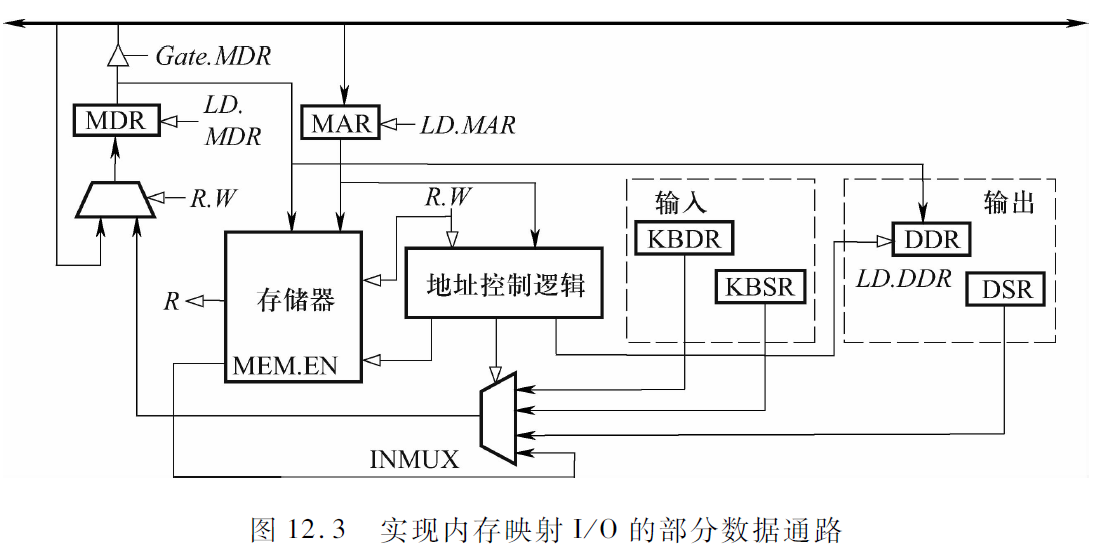 Gate.MDR
MDR
LD.
MDR
MAR
LD.MAR
R.W
R.W
输入
输出
KBDR
DDR
KBSR
LD.DDR
DSR
存储器
地址控制逻辑
R
MEM.EN
INMUX
图 12.3 实现内存映射 I/O 的部分数据通路